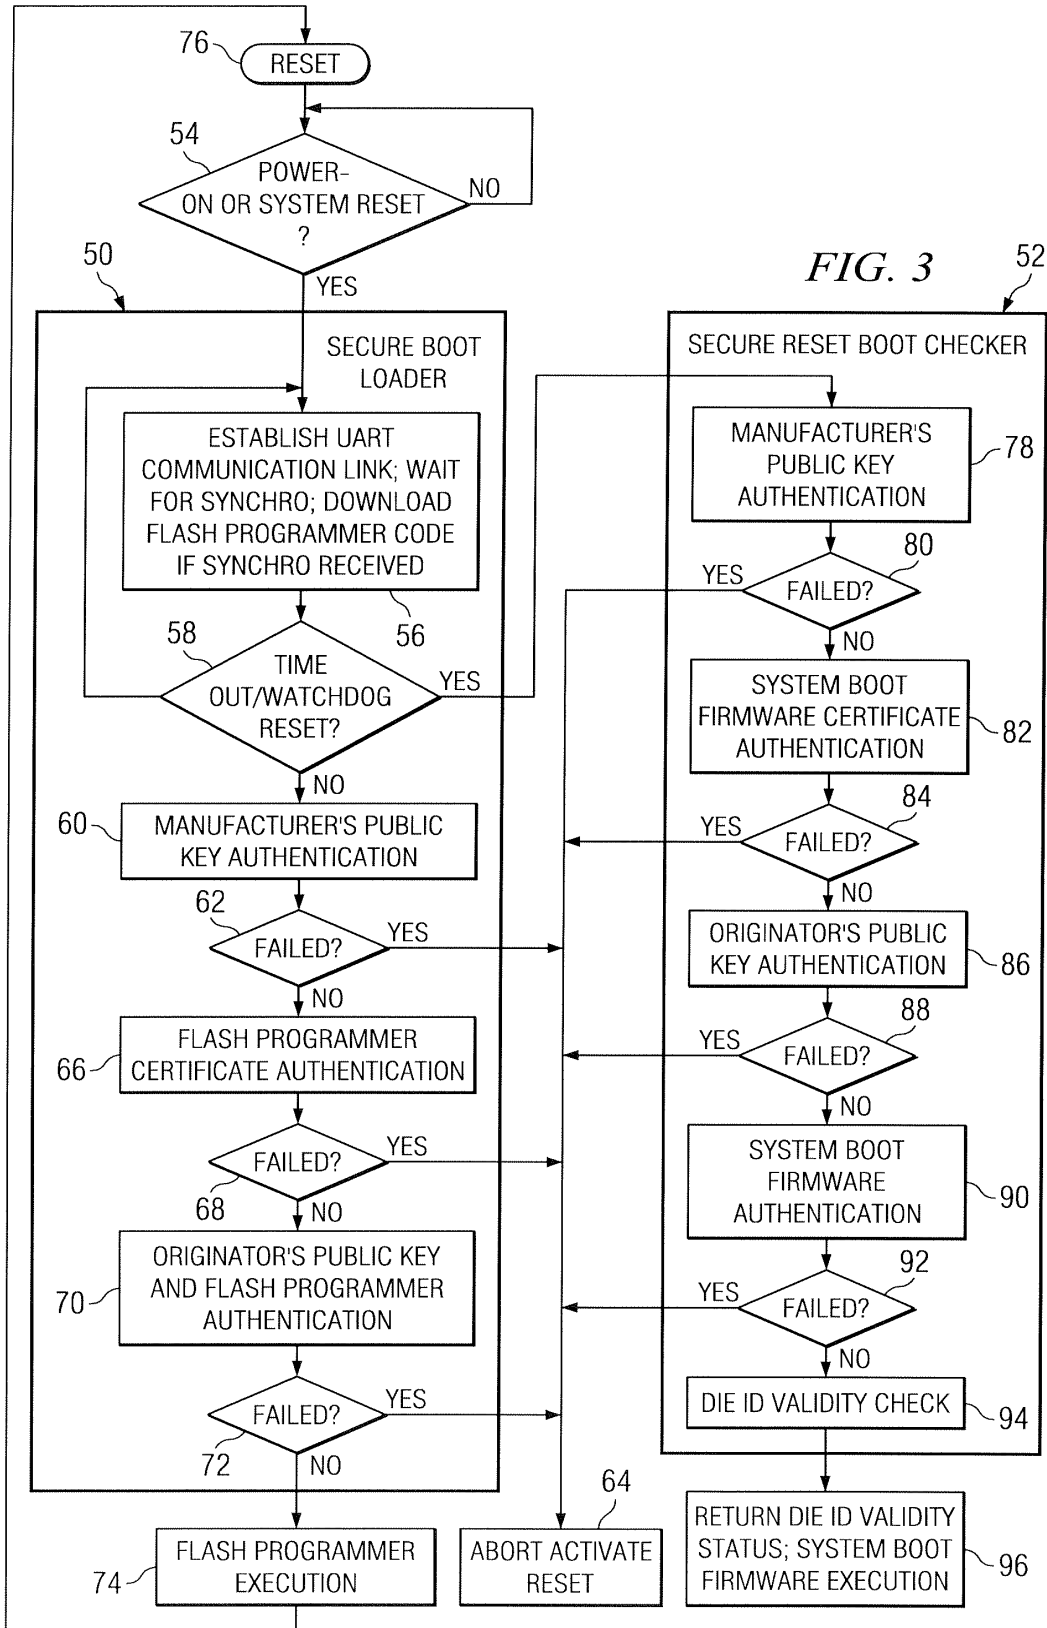 76
RESET
54
POWER-
ON OR SYSTEM RESET
?
NO
YES
FIG. 3
50
SECURE BOOT
LOADER
ESTABLISH UART
COMMUNICATION LINK; WAIT
FOR SYNCHRO; DOWNLOAD
FLASH PROGRAMMER CODE
IF SYNCHRO RECEIVED
56
58
TIME
OUT/WATCHDOG
RESET?
YES
NO
60
MANUFACTURER'S PUBLIC
KEY AUTHENTICATION
62
FAILED?
YES
NO
66
FLASH PROGRAMMER
CERTIFICATE AUTHENTICATION
FAILED?
YES
68
NO
70
ORIGINATOR'S PUBLIC KEY
AND FLASH PROGRAMMER
AUTHENTICATION
FAILED?
YES
72
NO
74
FLASH PROGRAMMER
EXECUTION
64
ABORT ACTIVATE
RESET
52
SECURE RESET BOOT CHECKER
MANUFACTURER'S
PUBLIC KEY
AUTHENTICATION
78
80
YES
FAILED?
NO
SYSTEM BOOT
FIRMWARE CERTIFICATE
AUTHENTICATION
82
84
YES
FAILED?
NO
ORIGINATOR'S PUBLIC
KEY AUTHENTICATION
86
88
YES
FAILED?
NO
SYSTEM BOOT
FIRMWARE
AUTHENTICATION
90
92
YES
FAILED?
NO
DIE ID VALIDITY CHECK
94
RETURN DIE ID VALIDITY
STATUS; SYSTEM BOOT
FIRMWARE EXECUTION
96